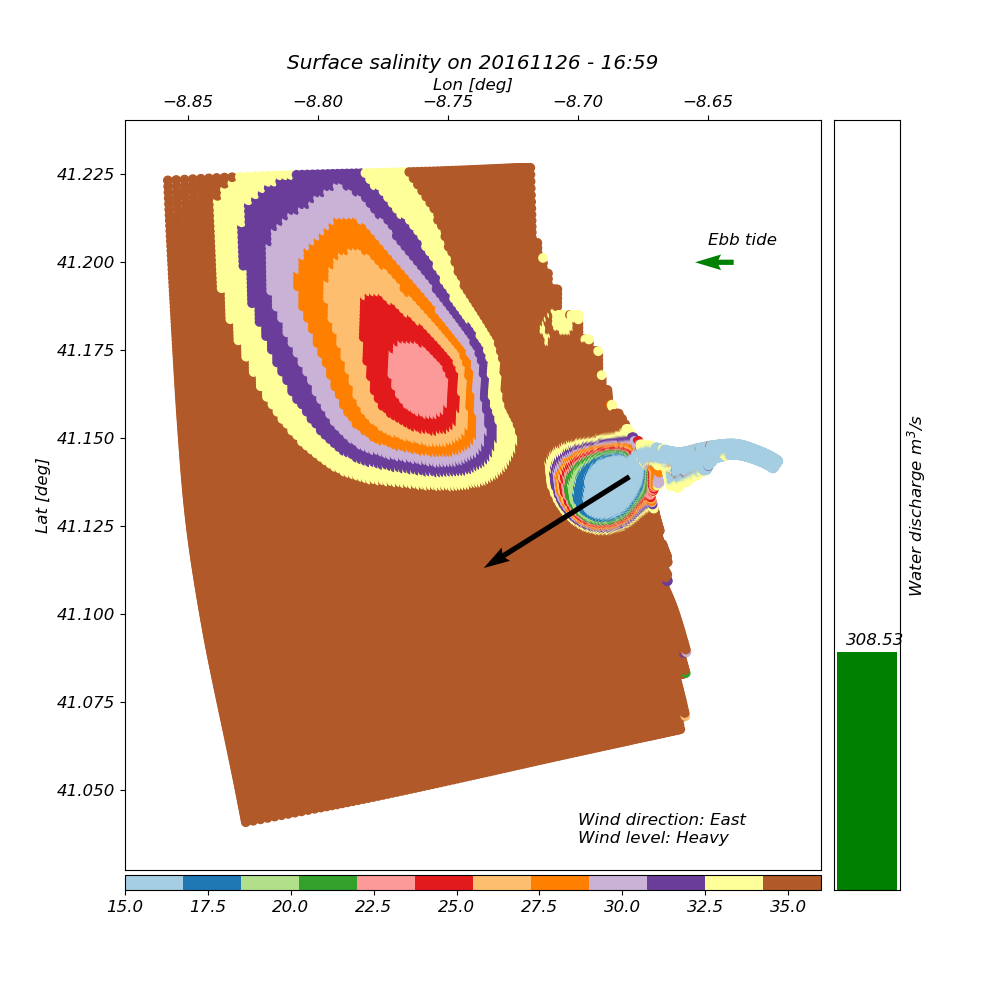 Surface salinity on 20161126 - 16:59
Lon [deg]
−8.85 −8.80 −8.75 −8.70 −8.65
41.225
41.200
41.175
41.150
41.125
41.100
41.075
41.050
Lat [deg]
Ebb tide
Wind direction: East
Wind level: Heavy
308.53
Water discharge m³/s
15.0 17.5 20.0 22.5 25.0 27.5 30.0 32.5 35.0